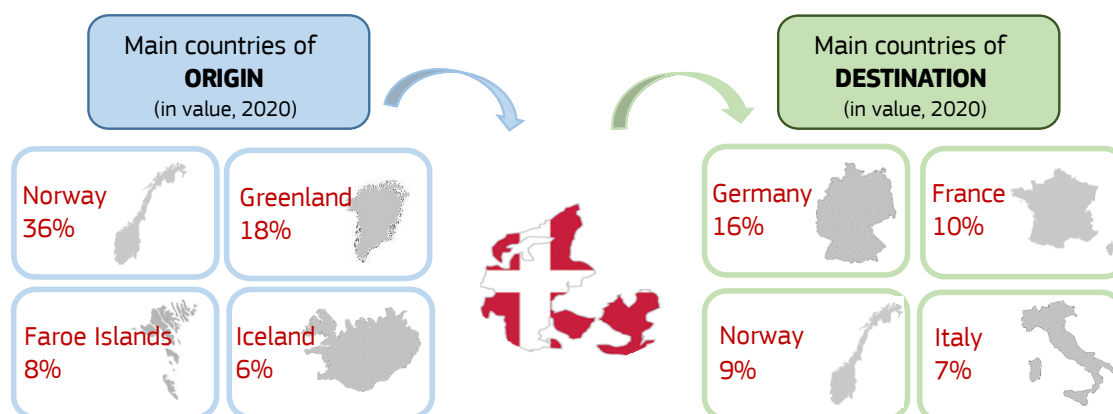 Main countries of
ORIGIN
(in value, 2020)
Main countries of
DESTINATION
(in value, 2020)
Norway
36%
Greenland
18%
Faroe Islands
8%
Iceland
6%
Germany
16%
France
10%
Norway
9%
Italy
7%